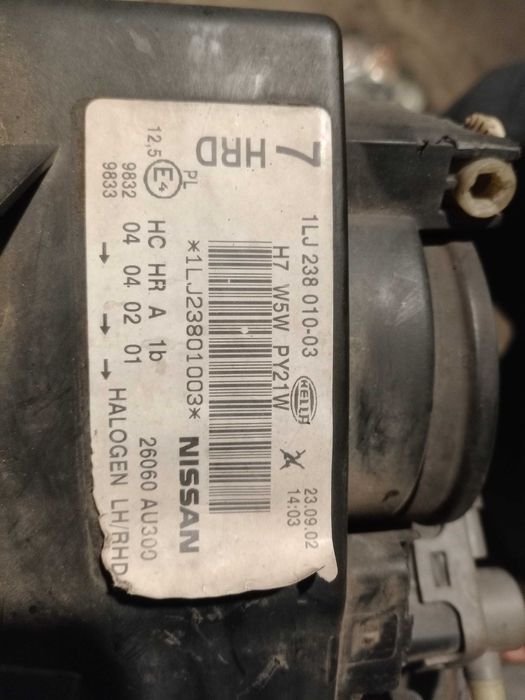 7
HRD
1LJ 238 010-03
H7 W5W PY21W
HELLA
23.09.02
14:03
*1LJ23801003*
NISSAN
PL
12,5
E4
HC HR A 1b
26060 AU300
9832
9833
04 04 02 01
→ → → HALOGEN LH/RHD